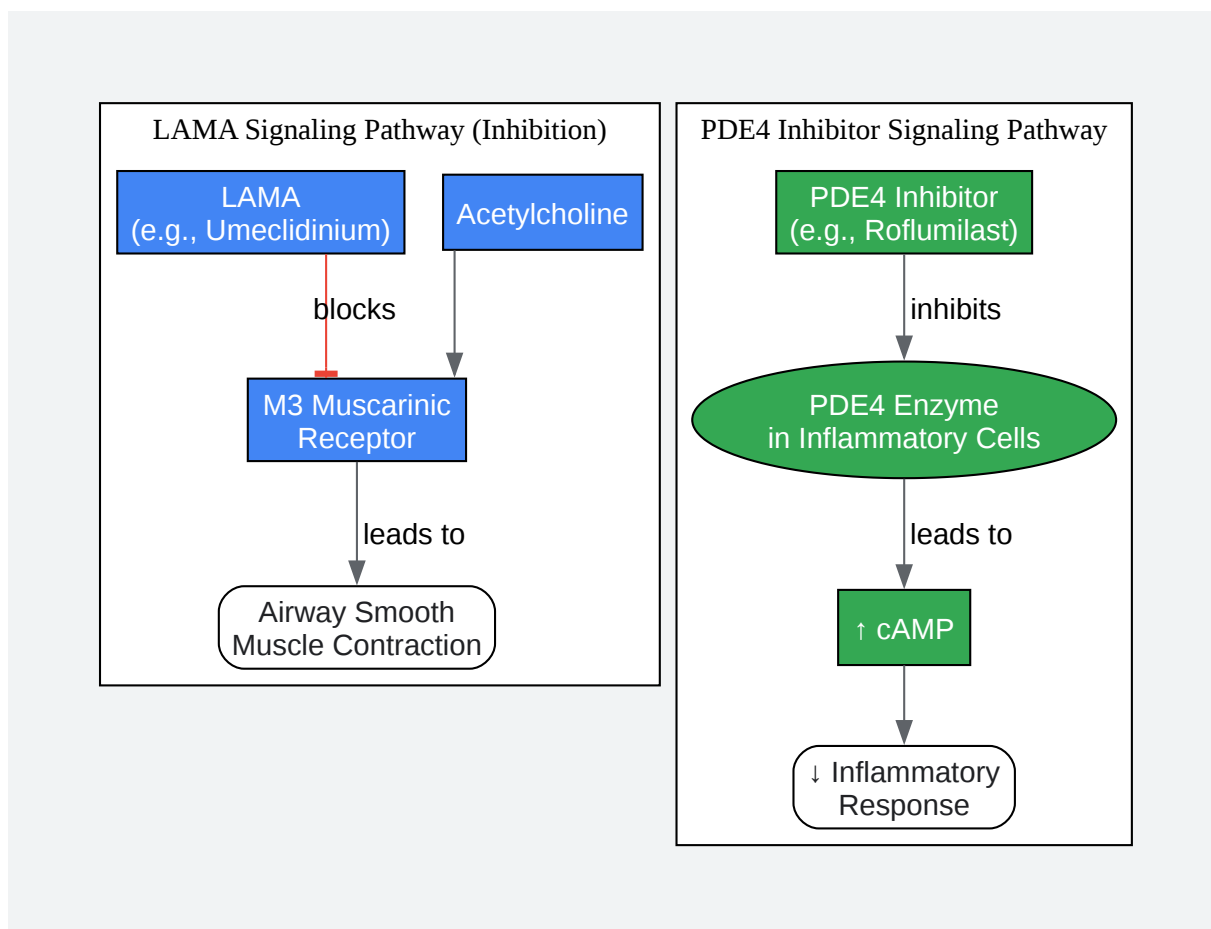 LAMA Signaling Pathway (Inhibition)
LAMA
(e.g., Umeclidinium)
Acetylcholine
blocks
M3 Muscarinic
Receptor
leads to
Airway Smooth
Muscle Contraction
PDE4 Inhibitor Signaling Pathway
PDE4 Inhibitor
(e.g., Roflumilast)
inhibits
PDE4 Enzyme
in Inflammatory Cells
leads to
↑ cAMP
↓ Inflammatory
Response